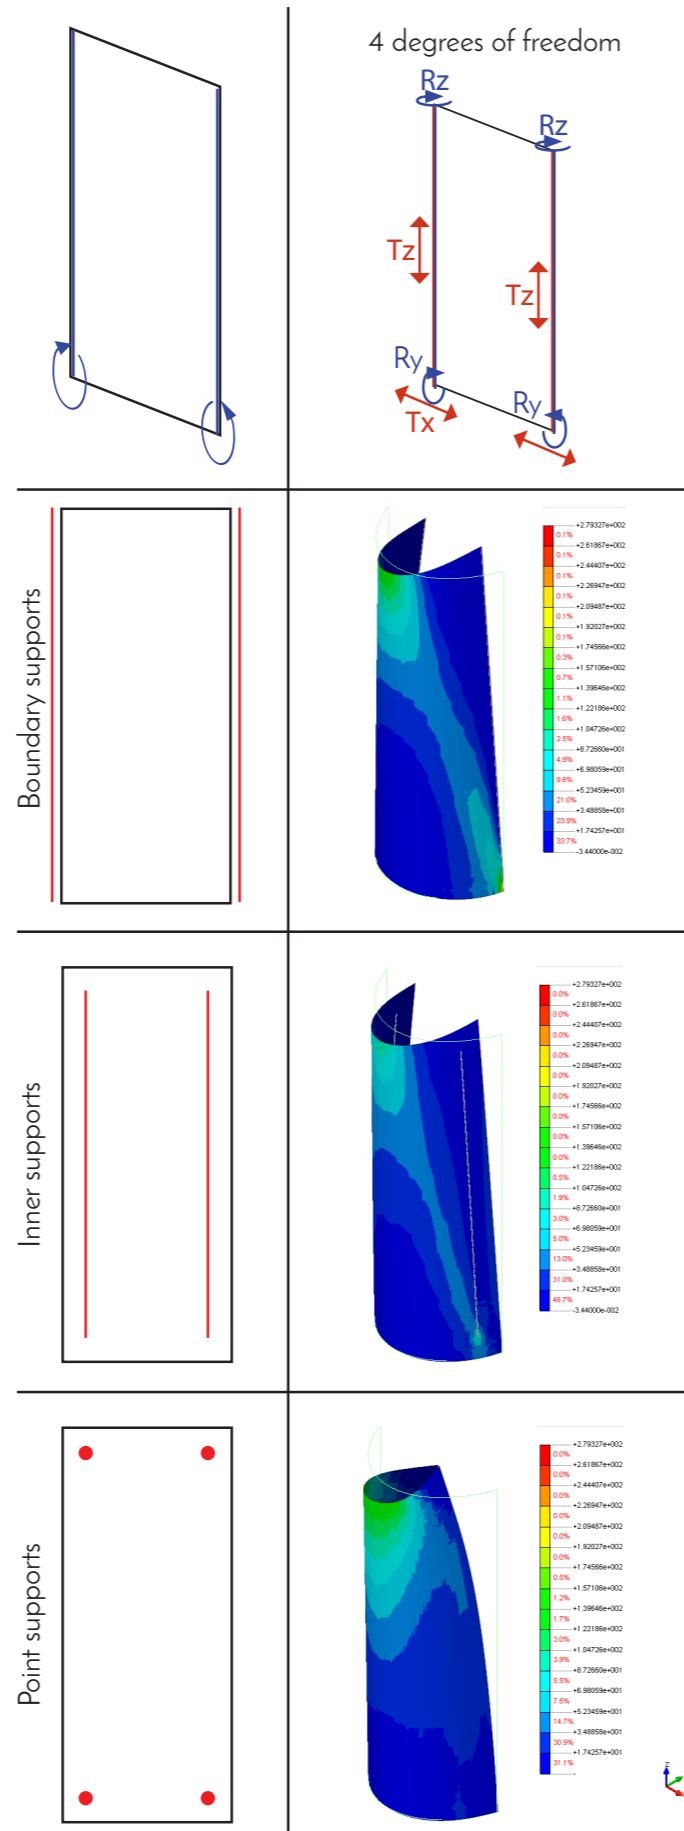 4 degrees of freedom
Rz
Rz
Tz
Tz
Ry
Ry
Tx
Boundary supports
+2.79327e+002
0.1%
+2.61867e+002
0.1%
+2.44407e+002
0.1%
+2.26947e+002
0.1%
+2.09487e+002
0.1%
+1.92027e+002
0.1%
+1.74566e+002
0.3%
+1.57106e+002
0.7%
+1.39646e+002
1.1%
+1.22186e+002
1.6%
+1.04726e+002
2.5%
+8.72660e+001
4.9%
+6.98059e+001
9.6%
+5.23459e+001
21.0%
+3.48858e+001
23.9%
+1.74257e+001
33.7%
-3.44000e-002
Inner supports
+2.79327e+002
0.0%
+2.61867e+002
0.0%
+2.44407e+002
0.0%
+2.26947e+002
0.0%
+2.09487e+002
0.0%
+1.92027e+002
0.0%
+1.74566e+002
0.0%
+1.57106e+002
0.0%
+1.39646e+002
0.0%
+1.22186e+002
0.5%
+1.04726e+002
1.9%
+8.72660e+001
3.0%
+6.98059e+001
5.0%
+5.23459e+001
13.0%
+3.48858e+001
31.0%
+1.74257e+001
45.7%
-3.44000e-002
Point supports
+2.79327e+002
0.0%
+2.61867e+002
0.0%
+2.44407e+002
0.0%
+2.26947e+002
0.0%
+2.09487e+002
0.0%
+1.92027e+002
0.0%
+1.74566e+002
0.5%
+1.57106e+002
1.2%
+1.39646e+002
1.7%
+1.22186e+002
3.0%
+1.04726e+002
3.9%
+8.72660e+001
5.5%
+6.98059e+001
7.5%
+5.23459e+001
14.7%
+3.48858e+001
30.9%
+1.74257e+001
31.1%
-
z